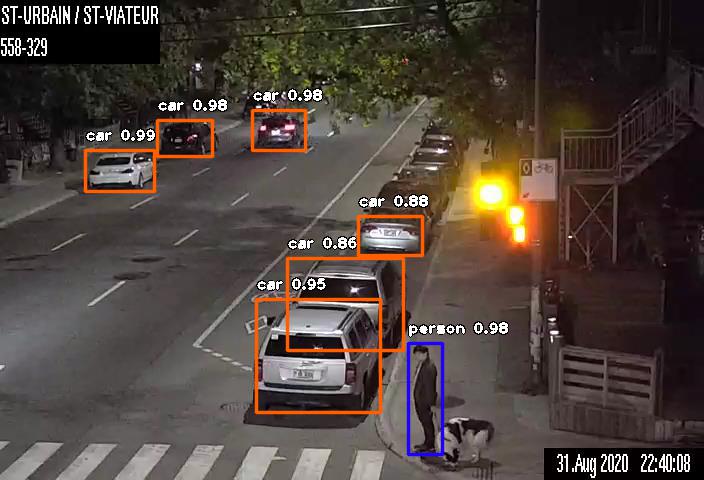 ST-URBAIN / ST-VIATEUR
558-329
car 0.98
car 0.98
car 0.99
car 0.88
car 0.86
car 0.95
person 0.98
31.Aug 2020 22:40:08